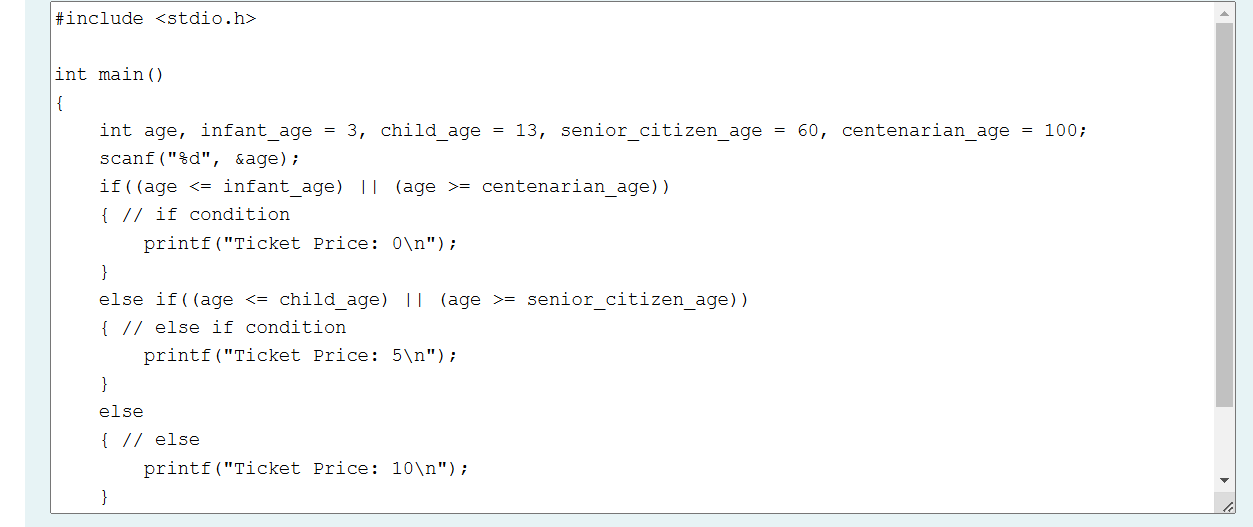 #include <stdio.h>

int main()
{
    int age, infant_age = 3, child_age = 13, senior_citizen_age = 60, centenarian_age = 100;
    scanf("%d", &age);
    if((age <= infant_age) || (age >= centenarian_age))
    { // if condition
        printf("Ticket Price: 0\n");
    }
    else if((age <= child_age) || (age >= senior_citizen_age))
    { // else if condition
        printf("Ticket Price: 5\n");
    }
    else
    { // else
        printf("Ticket Price: 10\n");
    }